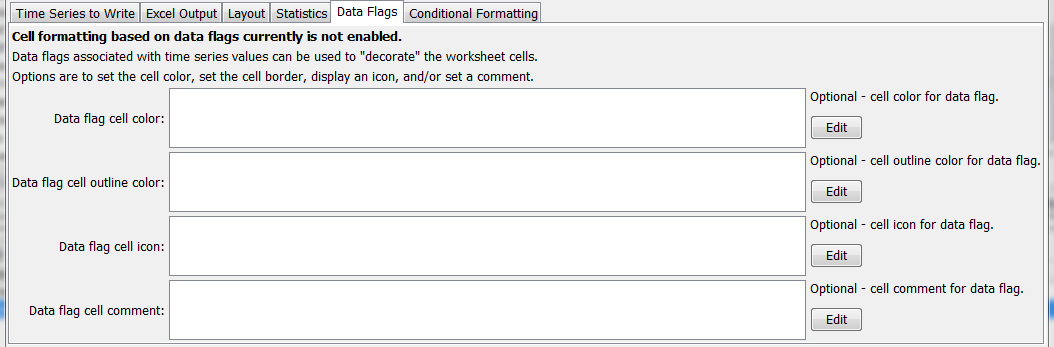 Time Series to Write Excel Output Layout Statistics Data Flags Conditional Formatting
Cell formatting based on data flags currently is not enabled.
Data flags associated with time series values can be used to "decorate" the worksheet cells.
Options are to set the cell color, set the cell border, display an icon, and/or set a comment.
Data flag cell color:
Optional - cell color for data flag.
Edit
Data flag cell outline color:
Optional - cell outline color for data flag.
Edit
Data flag cell icon:
Optional - cell icon for data flag.
Edit
Data flag cell comment:
Optional - cell comment for data flag.
Edit